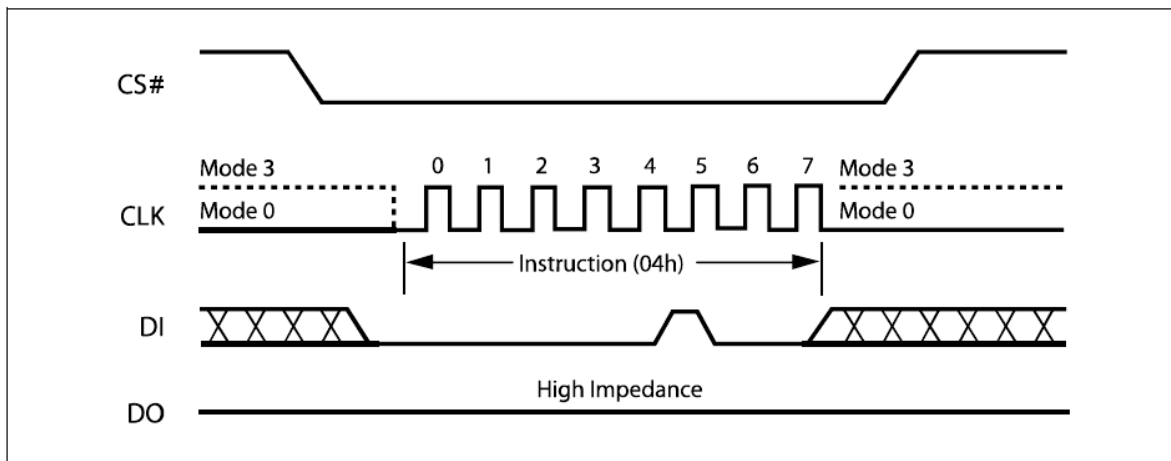 CS#
0 1 2 3 4 5 6 7
Mode 3 Mode 3
CLK Mode 0 Mode 0
Instruction (04h)
DI
High Impedance
DO